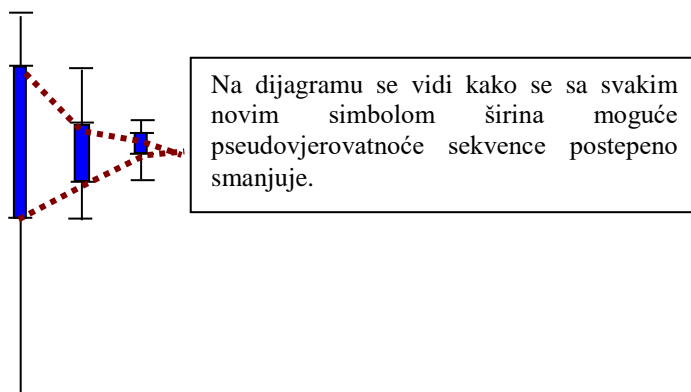 Na dijagramu se vidi kako se sa svakim
novim simbolom širina moguće
pseudovjerovatnoće sekvence postepeno
smanjuje.